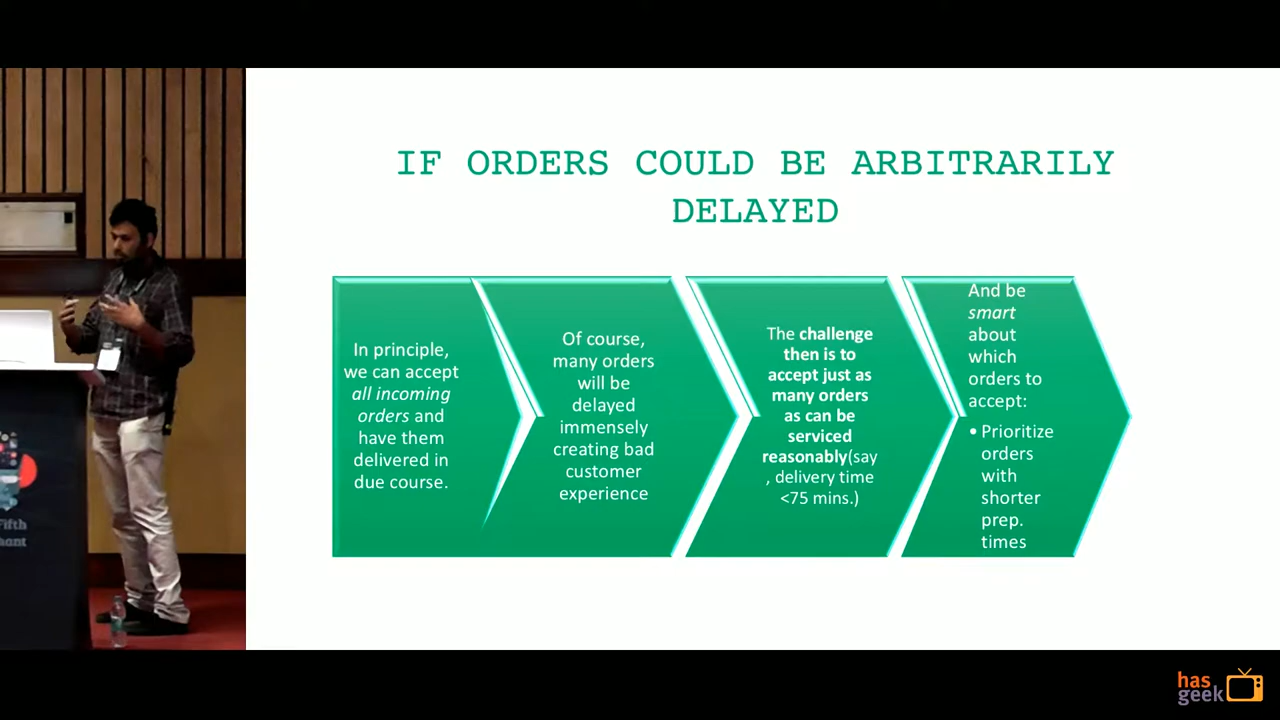 IF ORDERS COULD BE ARBITRARILY
DELAYED
In principle,
we can accept
all incoming
orders and
have them
delivered in
due course.
Of course,
many orders
will be
delayed
immensely
creating bad
customer
experience
The challenge
then is to
accept just as
many orders
as can be
serviced
reasonably(say
, delivery time
<75 mins.)
And be
smart
about
which
orders to
accept:
• Prioritize
orders
with
shorter
prep.
times
Fifth
has
geek